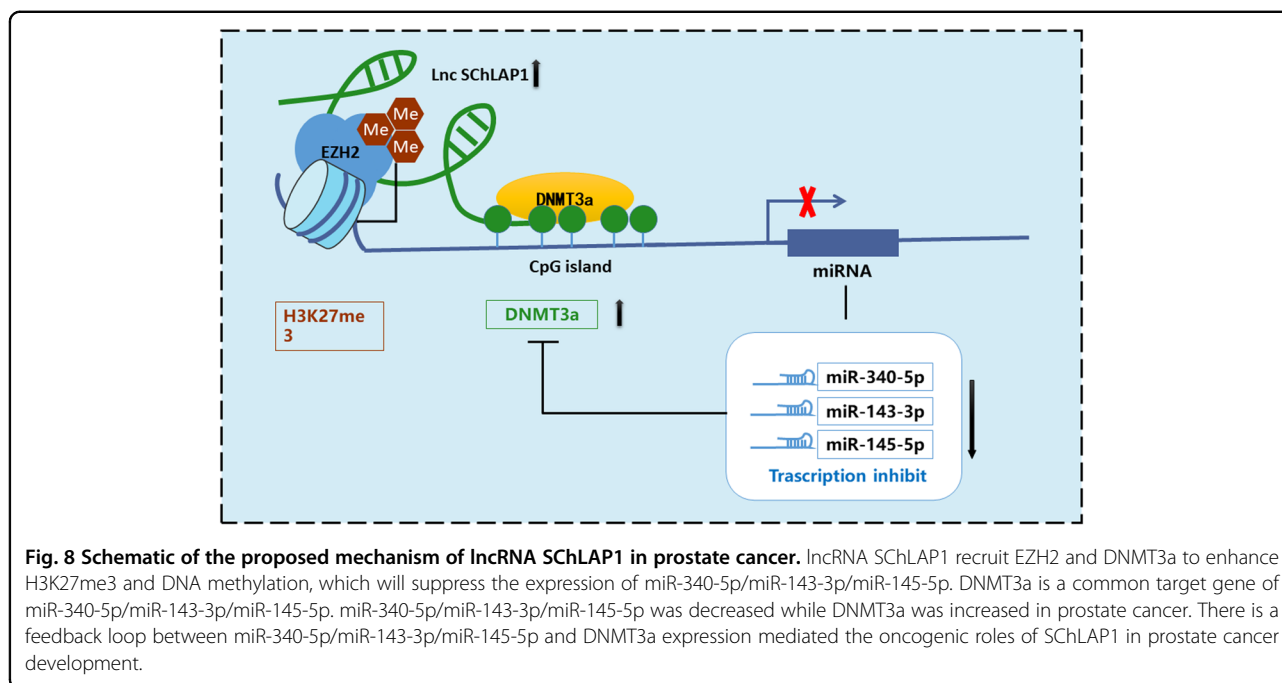 Lnc SChLAP1
Me
Me
Me
EZH2
DNMT3a
CpG island
miRNA
H3K27me
3
DNMT3a
miR-340-5p
miR-143-3p
miR-145-5p
Trascription inhibit
Fig. 8 Schematic of the proposed mechanism of lncRNA SChLAP1 in prostate cancer. lncRNA SChLAP1 recruit EZH2 and DNMT3a to enhance
H3K27me3 and DNA methylation, which will suppress the expression of miR-340-5p/miR-143-3p/miR-145-5p. DNMT3a is a common target gene of
miR-340-5p/miR-143-3p/miR-145-5p. miR-340-5p/miR-143-3p/miR-145-5p was decreased while DNMT3a was increased in prostate cancer. There is a
feedback loop between miR-340-5p/miR-143-3p/miR-145-5p and DNMT3a expression mediated the oncogenic roles of SChLAP1 in prostate cancer
development.